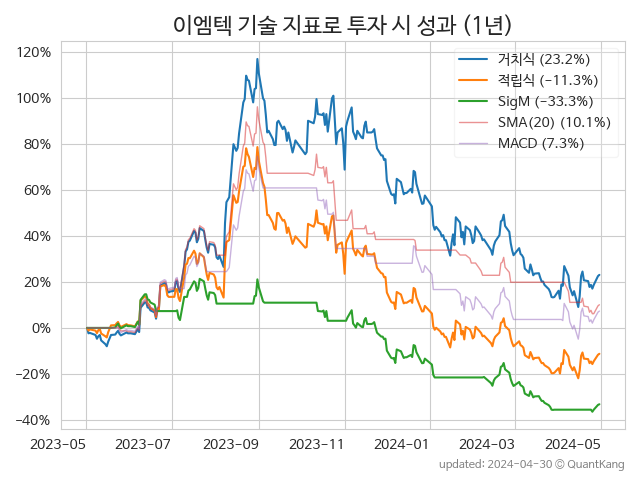 이엠텍 기술 지표로 투자 시 성과 (1년)
거치식 (23.2%)
적립식 (−11.3%)
SigM (−33.3%)
SMA(20) (10.1%)
MACD (7.3%)
120%
100%
80%
60%
40%
20%
0%
−20%
−40%
2023-05 2023-07 2023-09 2023-11 2024-01 2024-03 2024-05
updated: 2024-04-30 ⓒ QuantKang